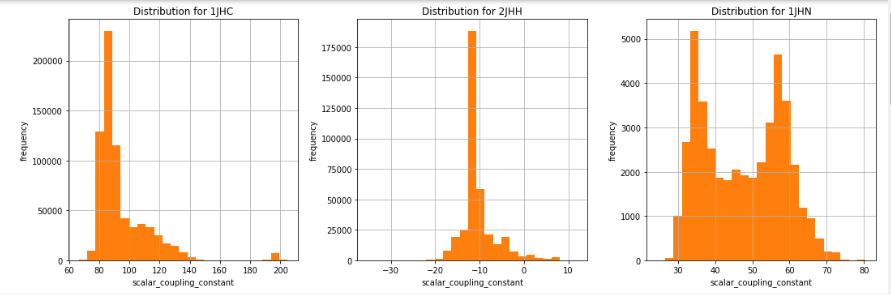 Distribution for 1JHC
Distribution for 2JHH
Distribution for 1JHN
frequency
200000
150000
100000
50000
0
60 80 100 120 140 160 180 200
scalar_coupling_constant
frequency
175000
150000
125000
100000
75000
50000
25000
0
−30 −20 −10 0 10
scalar_coupling_constant
frequency
5000
4000
3000
2000
1000
0
30 40 50 60 70 80
scalar_coupling_constant